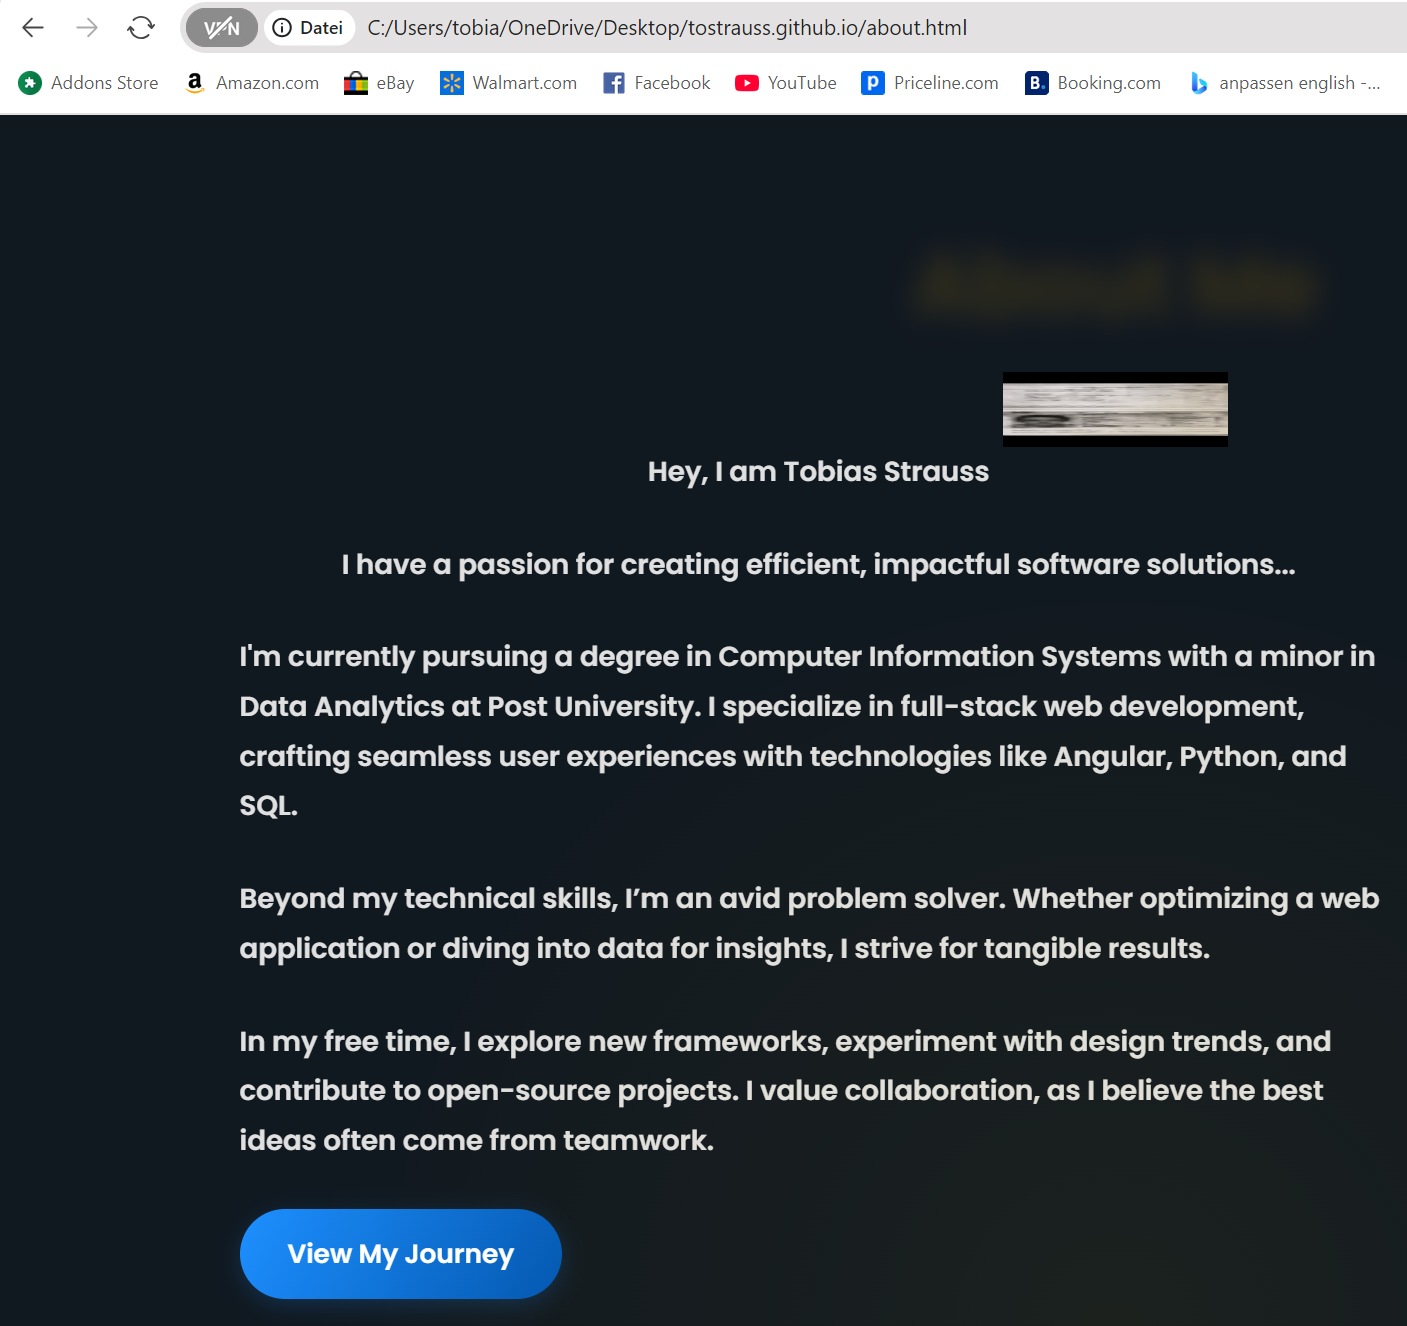 VPN
Datei
C:/Users/tobia/OneDrive/Desktop/tostrauss.github.io/about.html
Addons Store
Amazon.com
eBay
Walmart.com
Facebook
YouTube
Priceline.com
Booking.com
anpassen english -...
About Me
Hey, I am Tobias Strauss
I have a passion for creating efficient, impactful software solutions...
I'm currently pursuing a degree in Computer Information Systems with a minor in
Data Analytics at Post University. I specialize in full-stack web development,
crafting seamless user experiences with technologies like Angular, Python, and
SQL.
Beyond my technical skills, I’m an avid problem solver. Whether optimizing a web
application or diving into data for insights, I strive for tangible results.
In my free time, I explore new frameworks, experiment with design trends, and
contribute to open-source projects. I value collaboration, as I believe the best
ideas often come from teamwork.
View My Journey